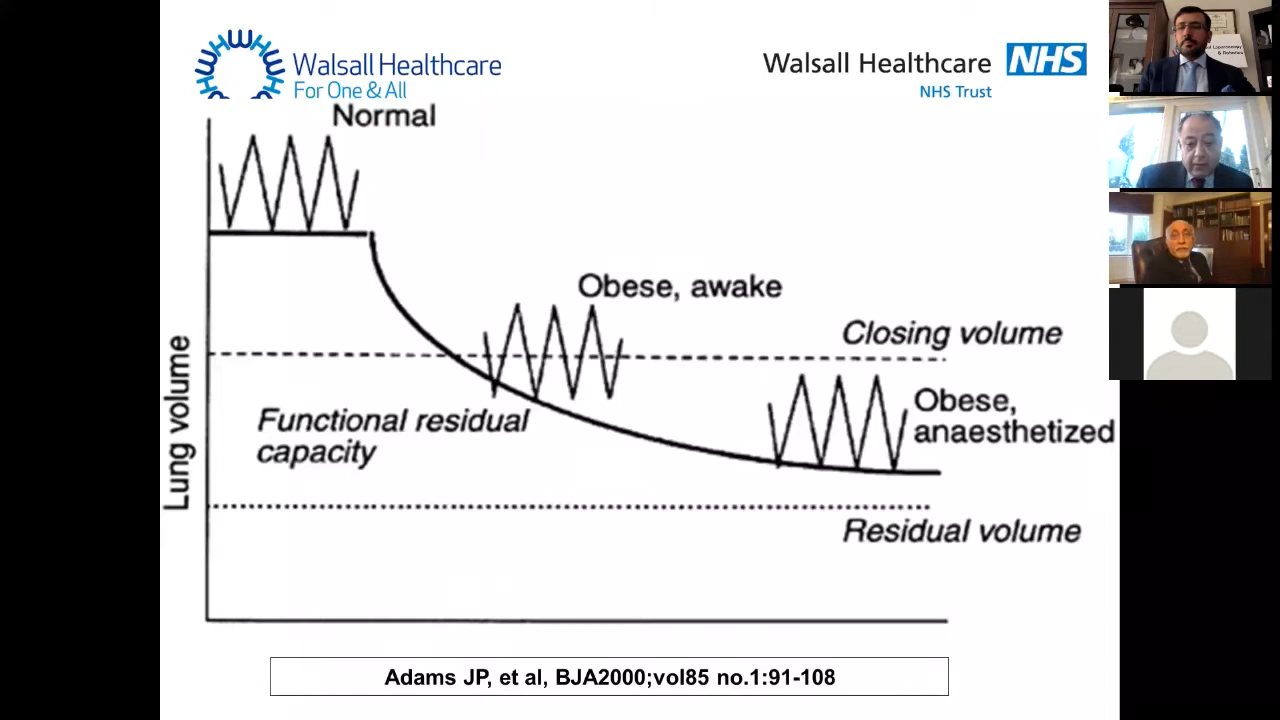 Walsall Healthcare
For One & All
Walsall Healthcare NHS
NHS Trust
Normal
Obese, awake
Closing volume
Obese,
anaesthetized
Functional residual
capacity
Lung volume
Residual volume
Adams JP, et al, BJA2000;vol85 no.1:91-108